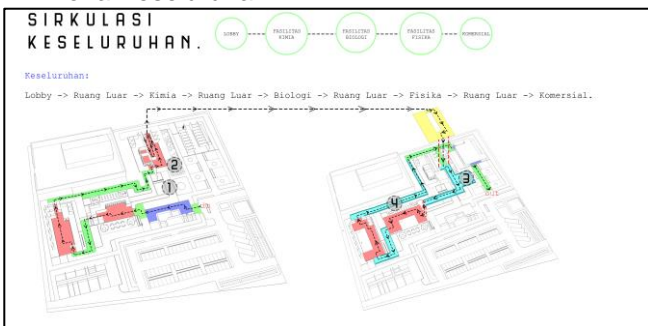 SIRKULASI
KESELURUHAN.
LOBBY
FASILITAS
KIMIA
FASILITAS
BIOLOGI
FASILITAS
FISIKA
KOMERSIAL
Keseluruhan:
Lobby -> Ruang Luar -> Kimia -> Ruang Luar -> Biologi -> Ruang Luar -> Fisika -> Ruang Luar -> Komersial.
2
1
3
4